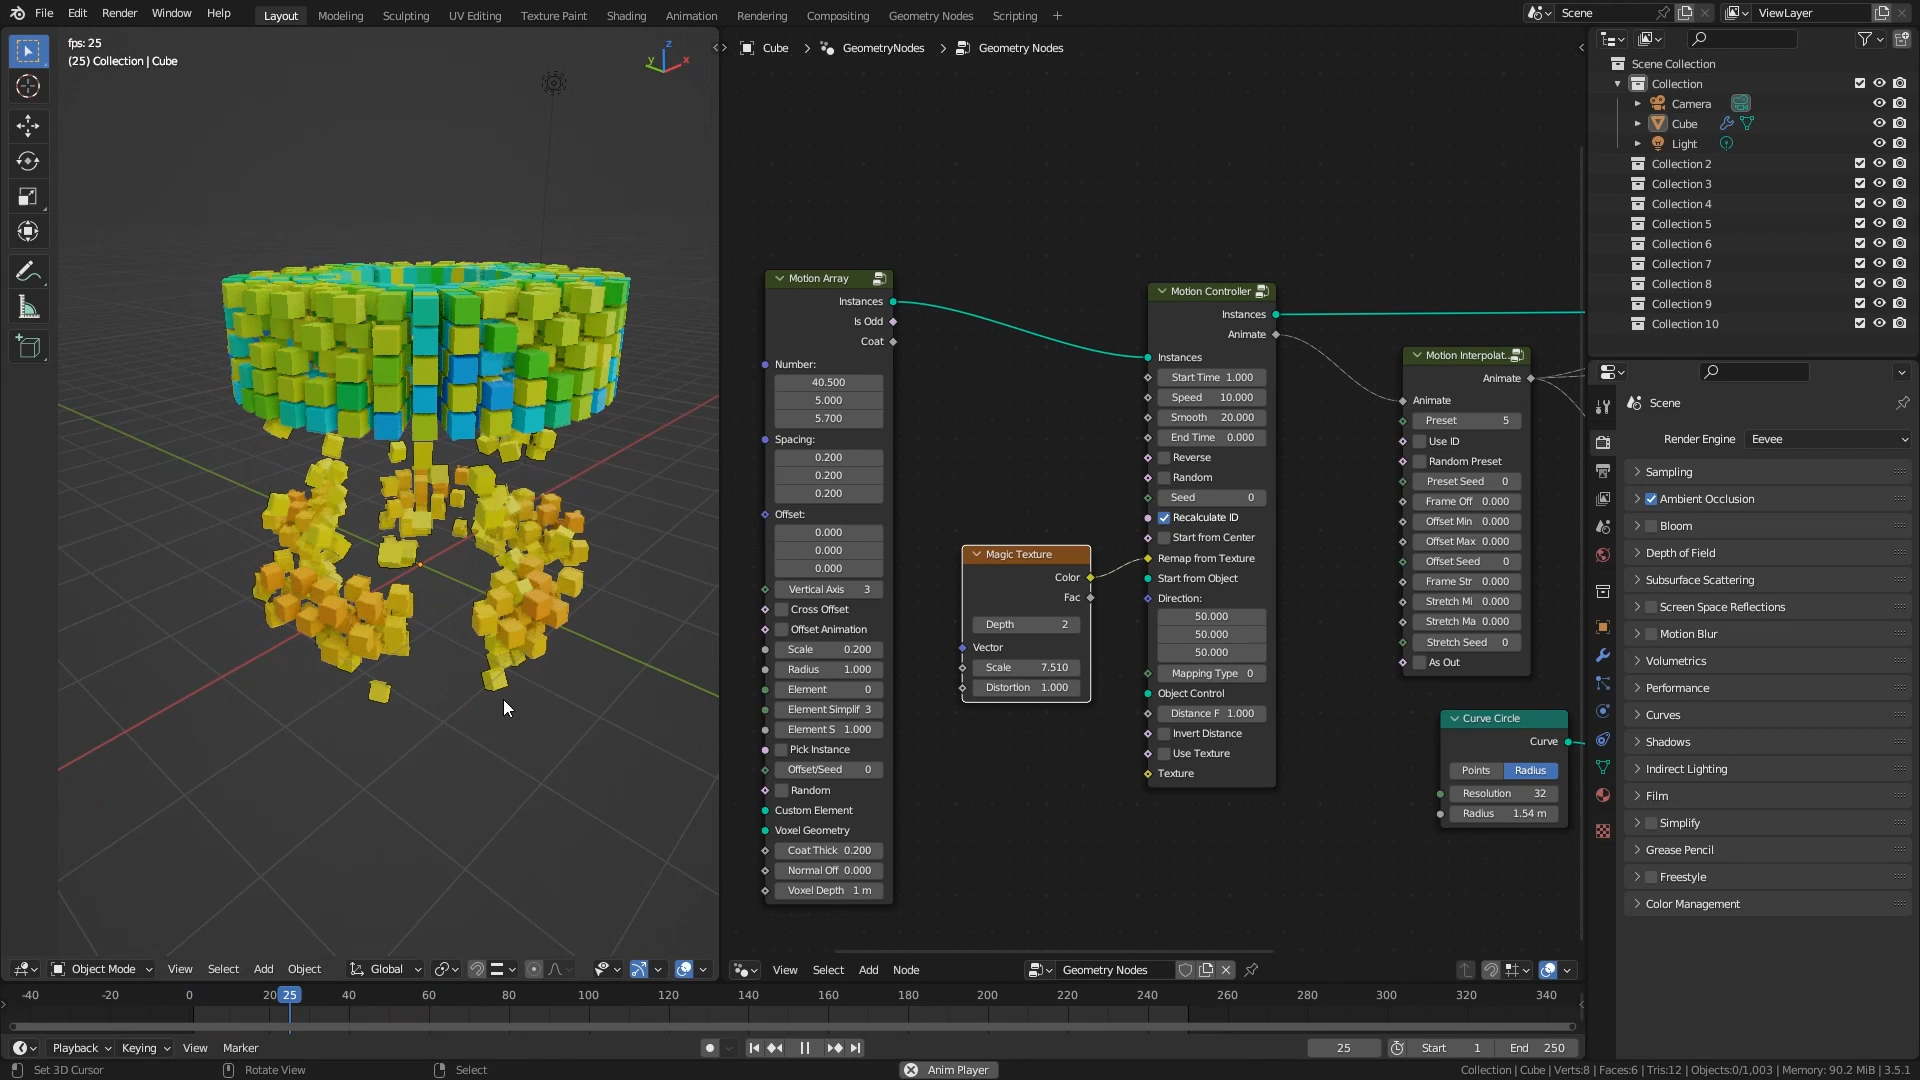 File Edit Render Window Help Layout Modeling Sculpting UV Editing Texture Paint Shading Animation Rendering Compositing Geometry Nodes Scripting + Scene ViewLayer
fps: 25
(25) Collection | Cube
z
y x
Cube > GeometryNodes > Geometry Nodes
Motion Array
Instances
Is Odd
Coat
Number:
40.500
5.000
5.700
Spacing:
0.200
0.200
0.200
Offset:
0.000
0.000
0.000
Vertical Axis 3
Cross Offset
Offset Animation
Scale 0.200
Radius 1.000
Element 0
Element Simplif 3
Element S 1.000
Pick Instance
Offset/Seed 0
Random
Custom Element
Voxel Geometry
Coat Thick 0.200
Normal Off 0.000
Voxel Depth 1 m
Magic Texture
Color
Fac
Depth 2
Vector
Scale 7.510
Distortion 1.000
Motion Controller
Instances
Animate
Instances
Start Time 1.000
Speed 10.000
Smooth 20.000
End Time 0.000
Reverse
Random
Seed 0
Recalculate ID
Start from Center
Remap from Texture
Start from Object
Direction:
50.000
50.000
50.000
Mapping Type 0
Object Control
Distance F 1.000
Invert Distance
Use Texture
Texture
Motion Interpolat..
Animate
Animate
Preset 5
Use ID
Random Preset
Preset Seed 0
Frame Off 0.000
Offset Min 0.000
Offset Max 0.000
Offset Seed 0
Frame Str 0.000
Stretch Mi 0.000
Stretch Ma 0.000
Stretch Seed 0
As Out
Curve Circle
Curve
Points Radius
Resolution 32
Radius 1.54 m
Scene Collection
Collection
Camera
Cube
Light
Collection 2
Collection 3
Collection 4
Collection 5
Collection 6
Collection 7
Collection 8
Collection 9
Collection 10
Scene
Render Engine Eevee
Sampling
Ambient Occlusion
Bloom
Depth of Field
Subsurface Scattering
Screen Space Reflections
Motion Blur
Volumetrics
Performance
Curves
Shadows
Indirect Lighting
Film
Simplify
Grease Pencil
Freestyle
Color Management
Object Mode View Select Add Object Global
View Select Add Node Geometry Nodes
-40 -20 0 20 25 40 60 80 100 120 140 160 180 200 220 240 260 280 300 320 340
Playback Keying View Marker 25 Start 1 End 250
Set 3D Cursor Rotate View Select Anim Player Collection | Cube | Verts:8 | Faces:6 | Tris:12 | Objects:0/1,003 | Memory: 90.2 MiB | 3.5.1